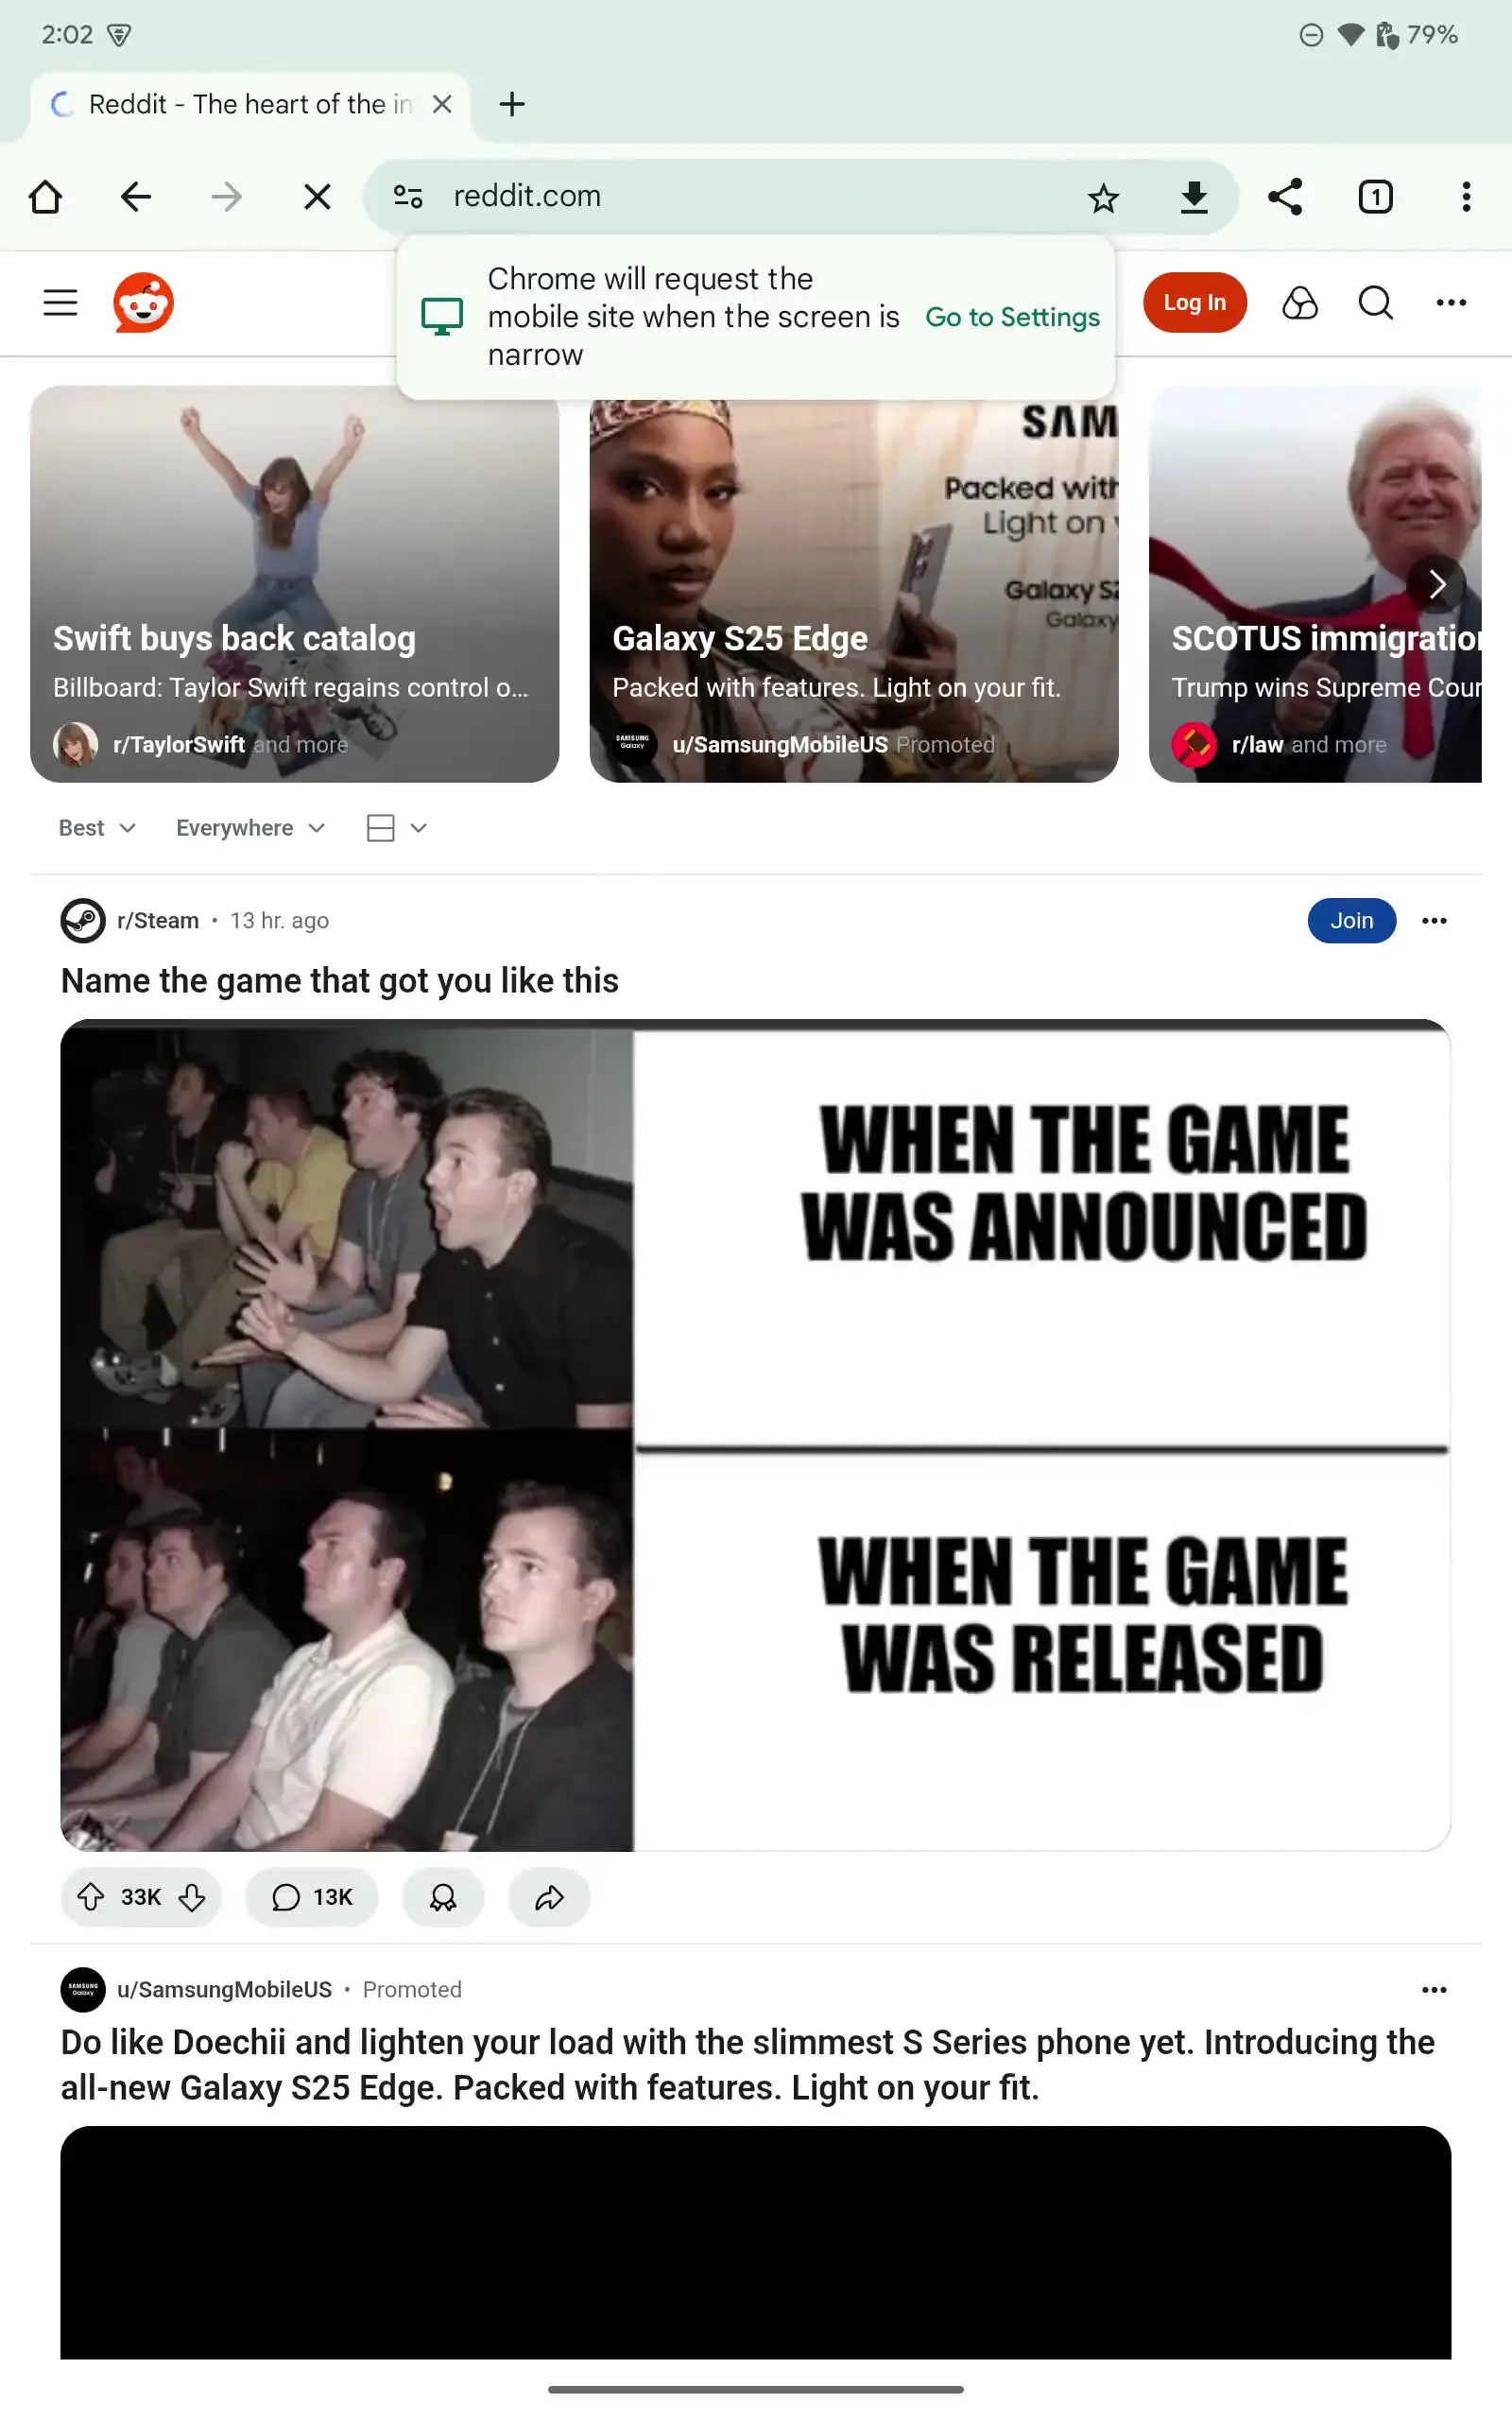 2:02
79%
Reddit - The heart of the in
reddit.com
1
Chrome will request the
mobile site when the screen is
narrow
Go to Settings
Log In
Swift buys back catalog
Billboard: Taylor Swift regains control o...
r/TaylorSwift and more
SAM
Packed with
Light on
Galaxy S2
Galaxy
Galaxy S25 Edge
Packed with features. Light on your fit.
SAMSUNG
Galaxy
u/SamsungMobileUS Promoted
SCOTUS immigration
Trump wins Supreme Cour
r/law and more
Best
Everywhere
r/Steam • 13 hr. ago
Join
Name the game that got you like this
WHEN THE GAME
WAS ANNOUNCED
WHEN THE GAME
WAS RELEASED
33K
13K
SAMSUNG
Galaxy
u/SamsungMobileUS • Promoted
Do like Doechii and lighten your load with the slimmest S Series phone yet. Introducing the
all-new Galaxy S25 Edge. Packed with features. Light on your fit.